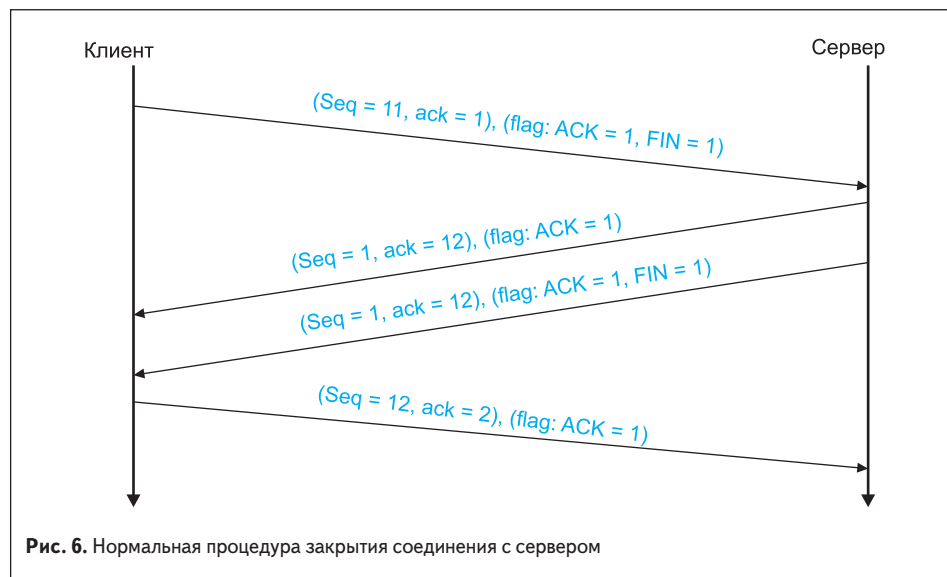 Клиент
Сервер
(Seq = 11, ack = 1), (flag: ACK = 1, FIN = 1)
(Seq = 1, ack = 12), (flag: ACK = 1)
(Seq = 1, ack = 12), (flag: ACK = 1, FIN = 1)
(Seq = 12, ack = 2), (flag: ACK = 1)
Рис. 6. Нормальная процедура закрытия соединения с сервером